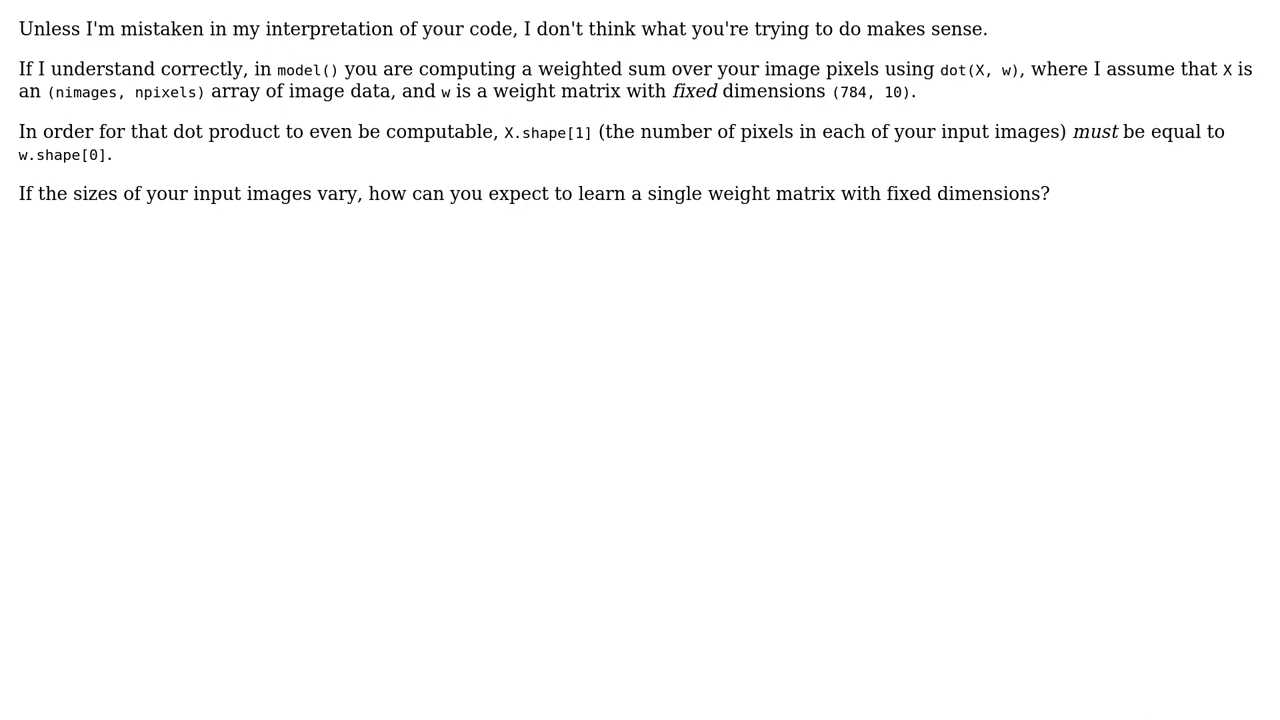 Unless I'm mistaken in my interpretation of your code, I don't think what you're trying to do makes sense.
If I understand correctly, in model() you are computing a weighted sum over your image pixels using dot(X, w), where I assume that X is
an (nimages, npixels) array of image data, and w is a weight matrix with fixed dimensions (784, 10).
In order for that dot product to even be computable, X.shape[1] (the number of pixels in each of your input images) must be equal to
w.shape[0].
If the sizes of your input images vary, how can you expect to learn a single weight matrix with fixed dimensions?